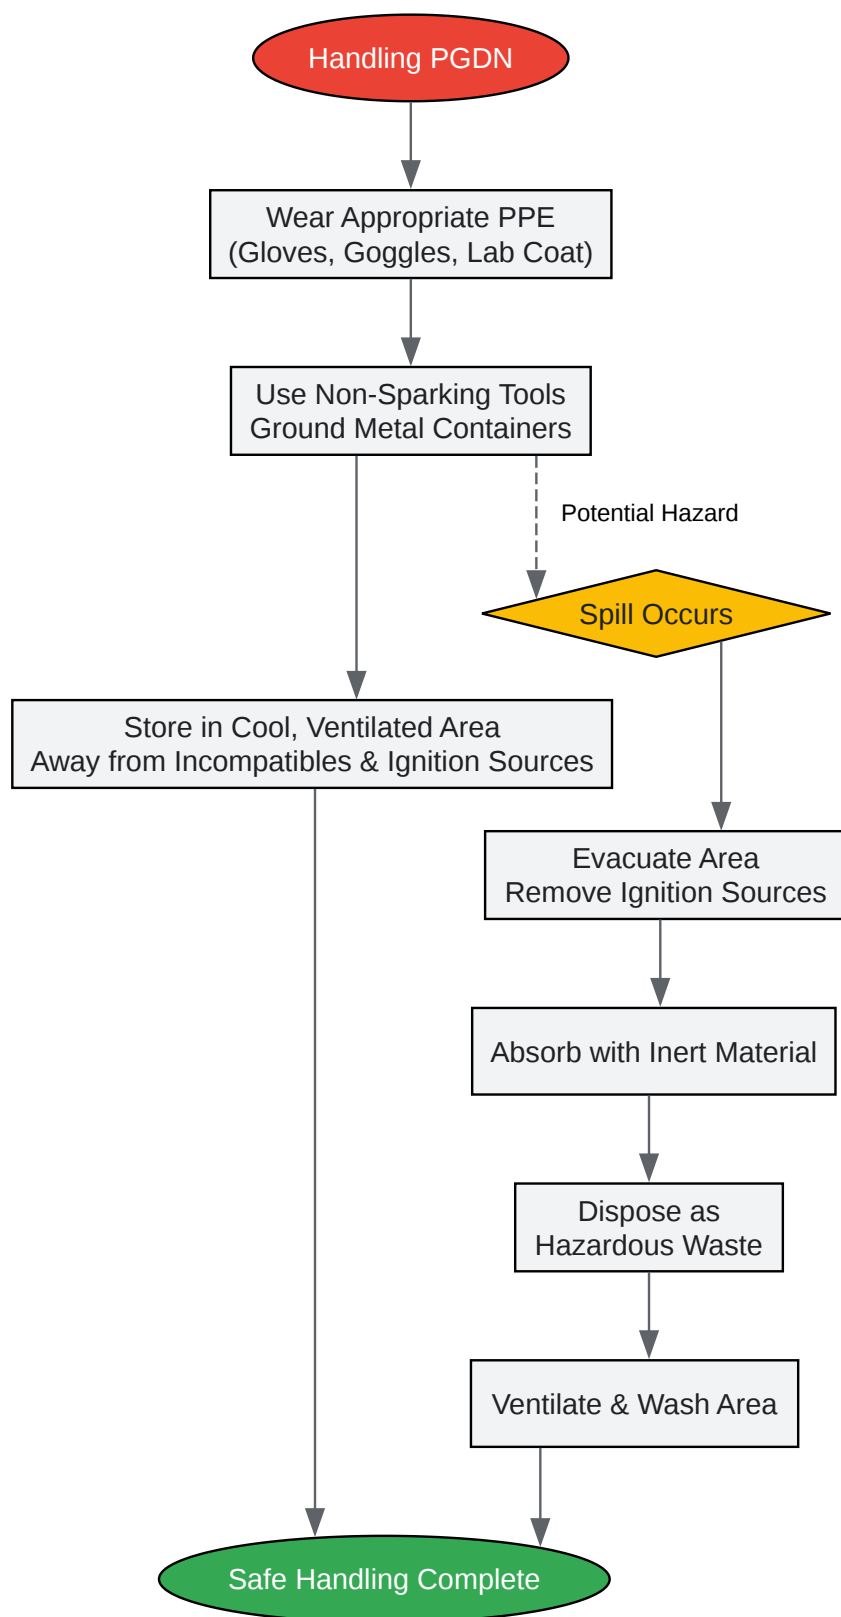 Handling PGDN
Wear Appropriate PPE
(Gloves, Goggles, Lab Coat)
Use Non-Sparking Tools
Ground Metal Containers
Potential Hazard
Spill Occurs
Store in Cool, Ventilated Area
Away from Incompatibles & Ignition Sources
Evacuate Area
Remove Ignition Sources
Absorb with Inert Material
Dispose as
Hazardous Waste
Ventilate & Wash Area
Safe Handling Complete